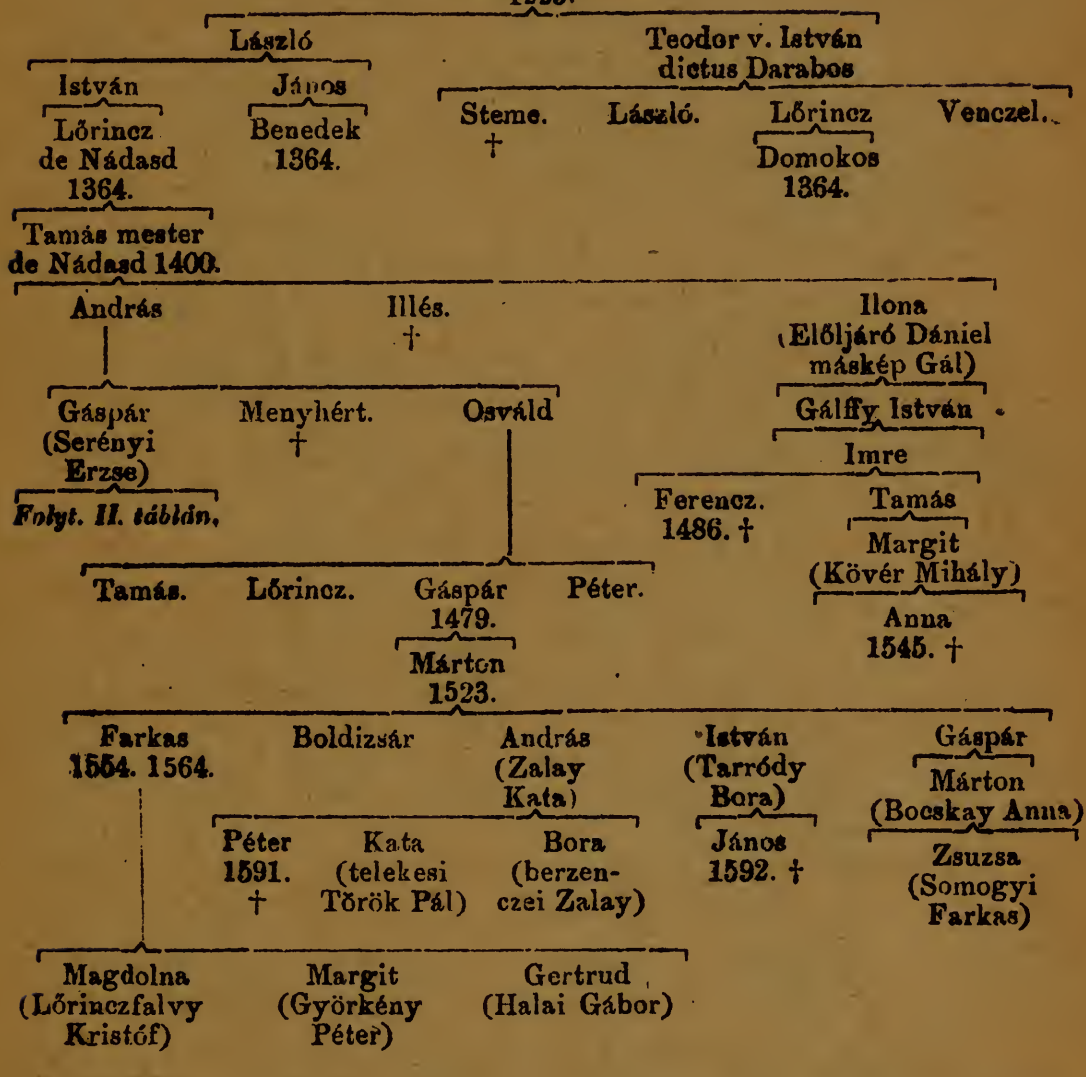 László
Teodor v. István
dictus Darabos
István
János
Steme.
†
László.
Lőrincz
Venczel.
Lőrincz
de Nádasd
1364.
Benedek
1364.
Domokos
1364.
Tamás mester
de Nádasd 1400.
András
Illés.
†
Ilona
(Előljáró Dániel
máskép Gál)
Gáspár
(Serényi
Erzse)
Menyhért.
†
Osváld
Gálffy István
Imre
Folyt. II. táblán.
Ferencz.
1486. †
Tamás
Margit
(Kövér Mihály)
Anna
1545. †
Tamás.
Lőrincz.
Gáspár
1479.
Péter.
Márton
1523.
Farkas
1554. 1564.
Boldizsár
András
(Zalay
Kata)
István
(Tarródy
Bora)
Gáspár
Márton
(Bocskay Anna)
Péter
1591.
†
Kata
(telekesi
Török Pál)
Bora
(berzen-
czei Zalay)
János
1592. †
Zsuzsa
(Somogyi
Farkas)
Magdolna
(Lőrinczfalvy
Kristóf)
Margit
(Györkény
Péter)
Gertrud
(Halai Gábor)